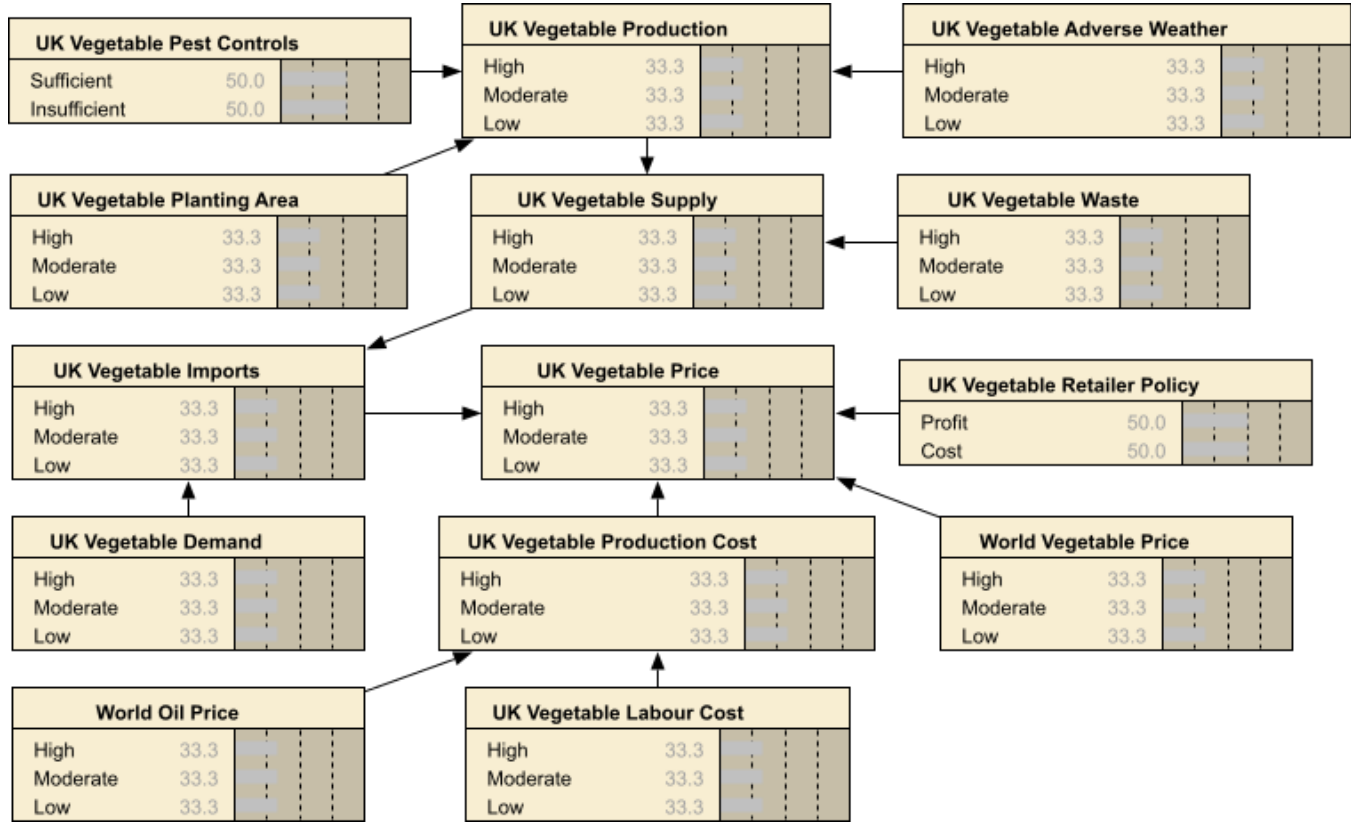 UK Vegetable Pest Controls
Sufficient 50.0
Insufficient 50.0
UK Vegetable Production
High 33.3
Moderate 33.3
Low 33.3
UK Vegetable Adverse Weather
High 33.3
Moderate 33.3
Low 33.3
UK Vegetable Planting Area
High 33.3
Moderate 33.3
Low 33.3
UK Vegetable Supply
High 33.3
Moderate 33.3
Low 33.3
UK Vegetable Waste
High 33.3
Moderate 33.3
Low 33.3
UK Vegetable Imports
High 33.3
Moderate 33.3
Low 33.3
UK Vegetable Price
High 33.3
Moderate 33.3
Low 33.3
UK Vegetable Retailer Policy
Profit 50.0
Cost 50.0
UK Vegetable Demand
High 33.3
Moderate 33.3
Low 33.3
UK Vegetable Production Cost
High 33.3
Moderate 33.3
Low 33.3
World Vegetable Price
High 33.3
Moderate 33.3
Low 33.3
World Oil Price
High 33.3
Moderate 33.3
Low 33.3
UK Vegetable Labour Cost
High 33.3
Moderate 33.3
Low 33.3